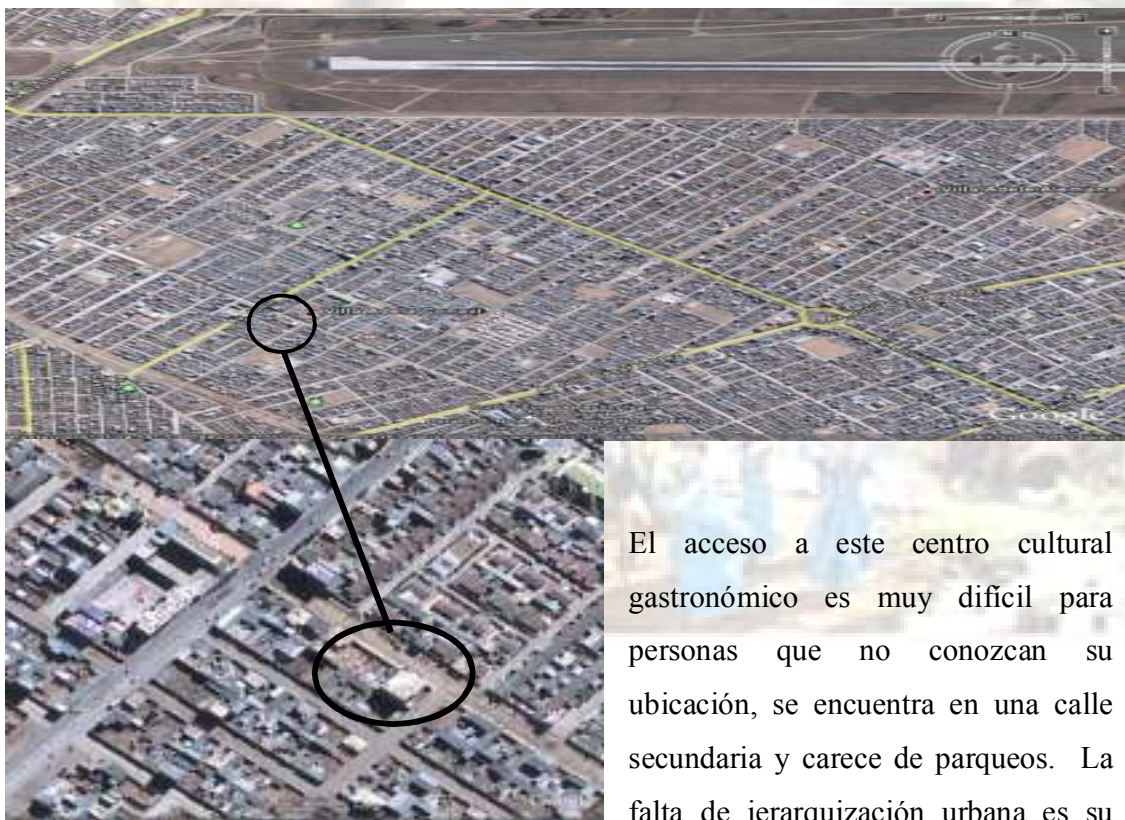 Google
El acceso a este centro cultural
gastronómico es muy difícil para
personas que no conozcan su
ubicación, se encuentra en una calle
secundaria y carece de parqueos. La
falta de jerarquización urbana es su